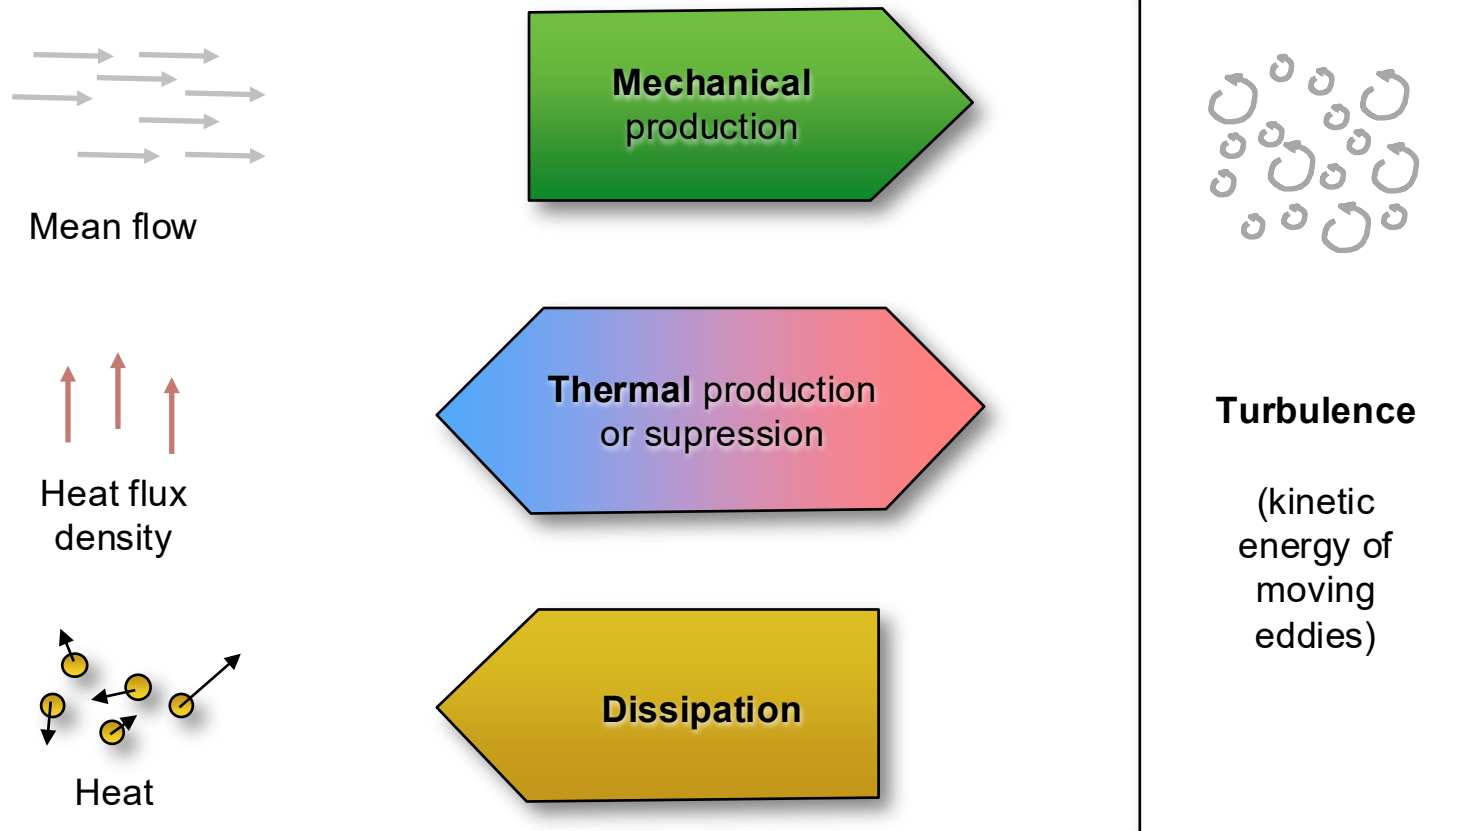 Mechanical
production
Mean flow
Thermal production
or supression
Turbulence
Heat flux
density
(kinetic
energy of
moving
eddies)
Dissipation
Heat